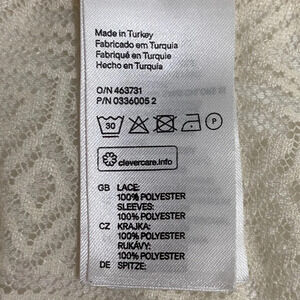 Made in Turkey
Fabricado em Turquia
Fabriqué en Turquie
Hecho en Turquía
O/N 463731
P/N 0336005 2
30
P
clevercare.info
GB LACE:
100% POLYESTER
SLEEVES:
100% POLYESTER
CZ KRAJKA:
100% POLYESTER
RUKÁVY:
100% POLYESTER
DE SPITZE: